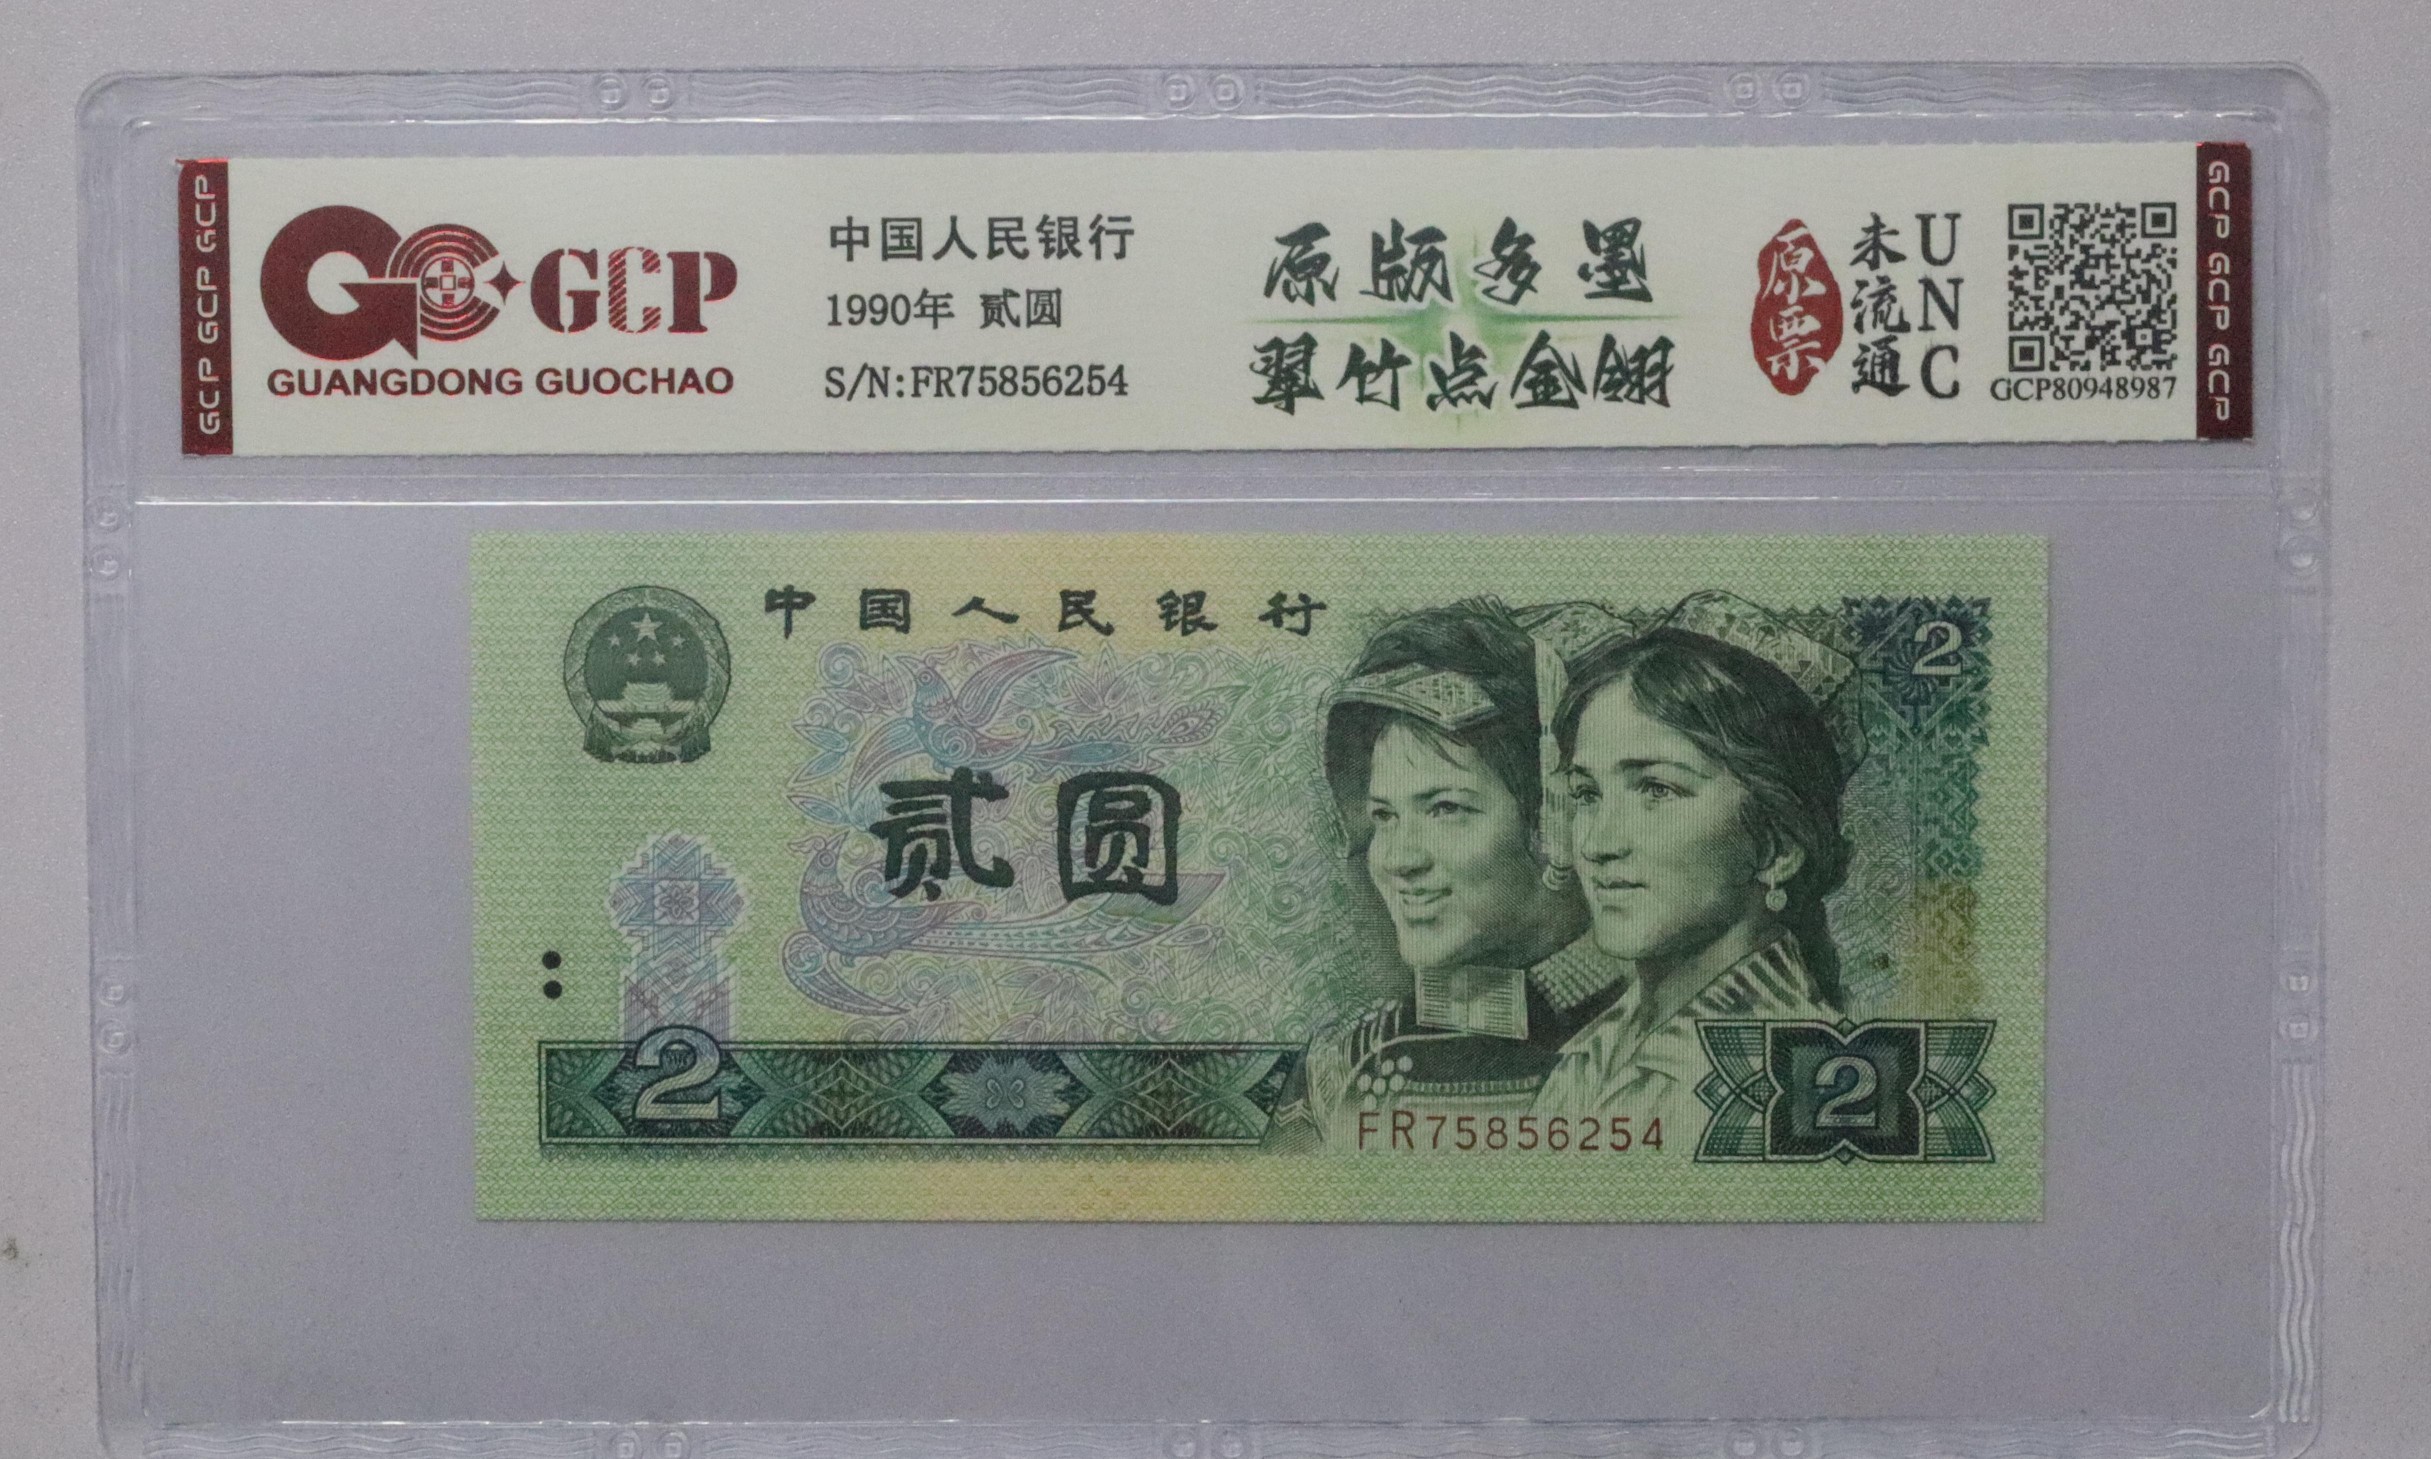 GCP GCP GCP
GCP
GUANGDONG GUOCHAO
中国人民银行
1990年 贰圆
S/N:FR75856254
原版多墨
翠竹点金翎
原票
未流通
UNC
GCP80948987
GCP GCP GCP
中国人民银行
2
贰圆
2
2
FR75856254